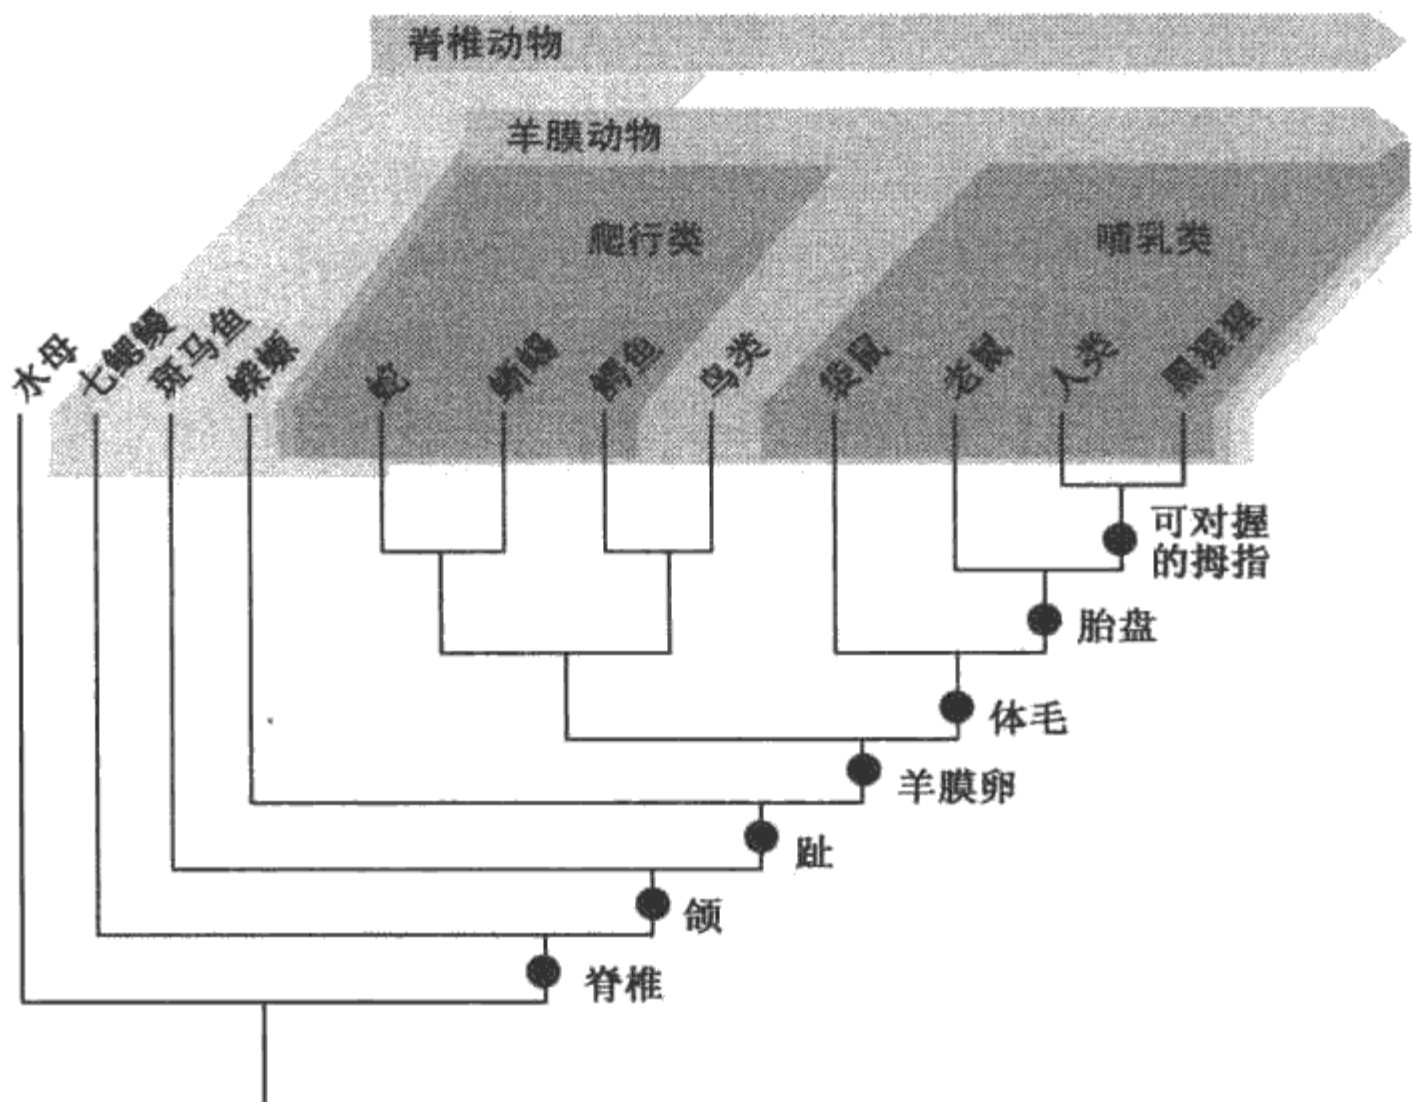 脊椎动物
羊膜动物
爬行类
哺乳类
水母
七鳃鳗
斑马鱼
蝾螈
蛇
蜥蜴
鳄鱼
鸟类
袋鼠
老鼠
人类
黑猩猩
可对握
的拇指
胎盘
体毛
羊膜卵
趾
颌
脊椎